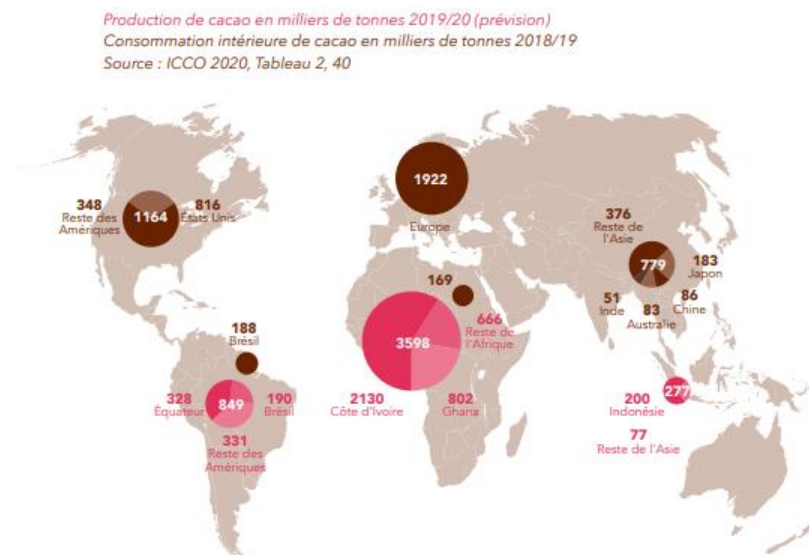 Production de cacao en milliers de tonnes 2019/20 (prévision)
Consommation intérieure de cacao en milliers de tonnes 2018/19
Source : ICCO 2020, Tableau 2, 40
348
Reste des
Amériques
1164
816
États Unis
1922
Europe
376
Reste de
l'Asie
779
183
Japon
51
Inde
83
Australie
86
Chine
169
188
Brésil
3598
666
Reste de
l'Afrique
2130
Côte d'Ivoire
802
Ghana
328
Équateur
849
190
Brésil
331
Reste des
Amériques
277
200
Indonésie
77
Reste de l'Asie